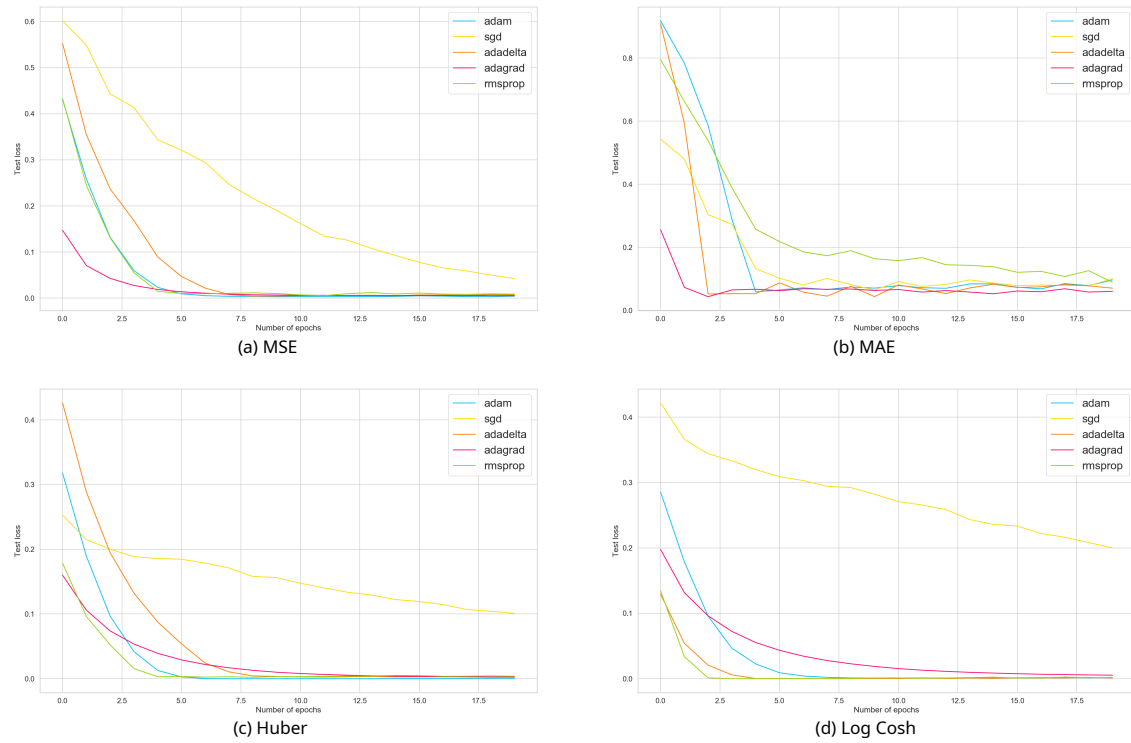 0.6
0.5
0.4
0.3
0.2
0.1
0.0
Test loss
0.0
2.5
5.0
7.5
10.0
12.5
15.0
17.5
Number of epochs
adam
sgd
adadelta
adagrad
rmsprop
(a) MSE
0.8
0.6
0.4
0.2
0.0
Test loss
0.0
2.5
5.0
7.5
10.0
12.5
15.0
17.5
Number of epochs
adam
sgd
adadelta
adagrad
rmsprop
(b) MAE
0.4
0.3
0.2
0.1
0.0
Test loss
0.0
2.5
5.0
7.5
10.0
12.5
15.0
17.5
Number of epochs
adam
sgd
adadelta
adagrad
rmsprop
(c) Huber
0.4
0.3
0.2
0.1
0.0
Test loss
0.0
2.5
5.0
7.5
10.0
12.5
15.0
17.5
Number of epochs
adam
sgd
adadelta
adagrad
rmsprop
(d) Log Cosh